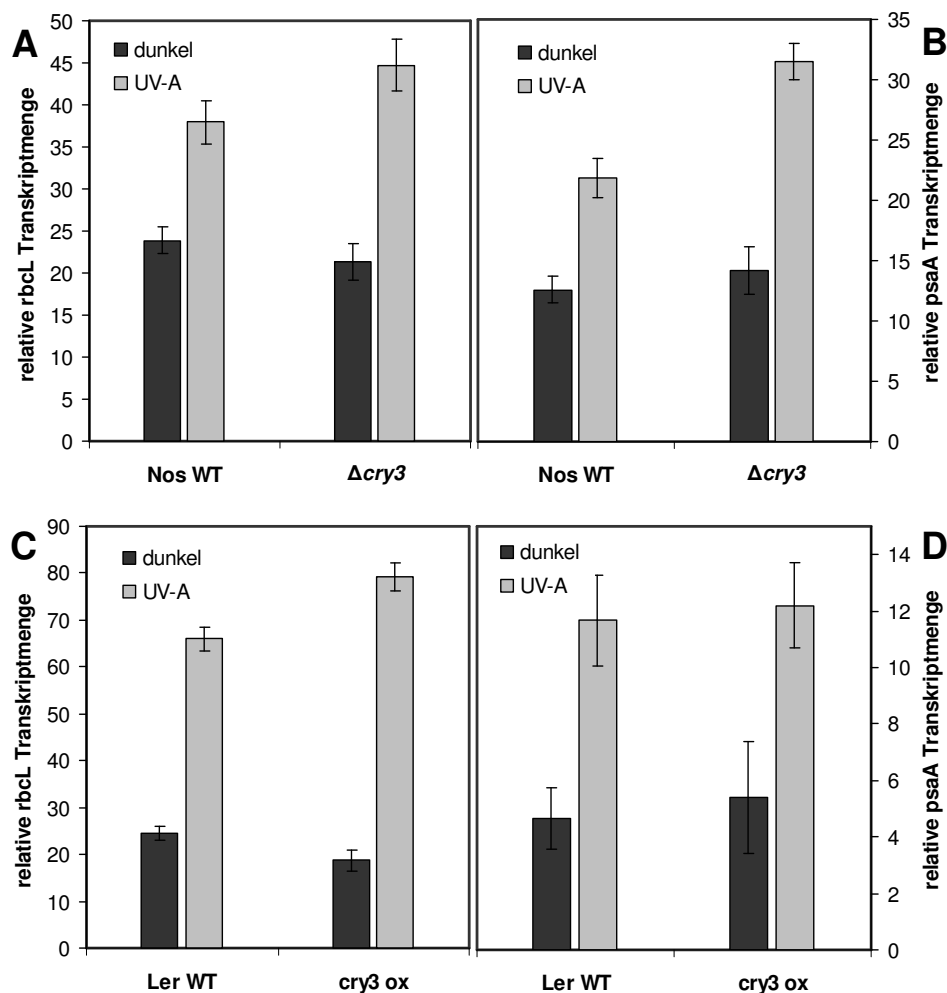 A
relative rbcL Transkriptmenge
50
45
40
35
30
25
20
15
10
5
0
dunkel
UV-A
Nos WT
Δcry3
B
relative psaA Transkriptmenge
35
30
25
20
15
10
5
0
dunkel
UV-A
Nos WT
Δcry3
C
relative rbcL Transkriptmenge
90
80
70
60
50
40
30
20
10
0
dunkel
UV-A
Ler WT
cry3 ox
D
relative psaA Transkriptmenge
14
12
10
8
6
4
2
0
dunkel
UV-A
Ler WT
cry3 ox